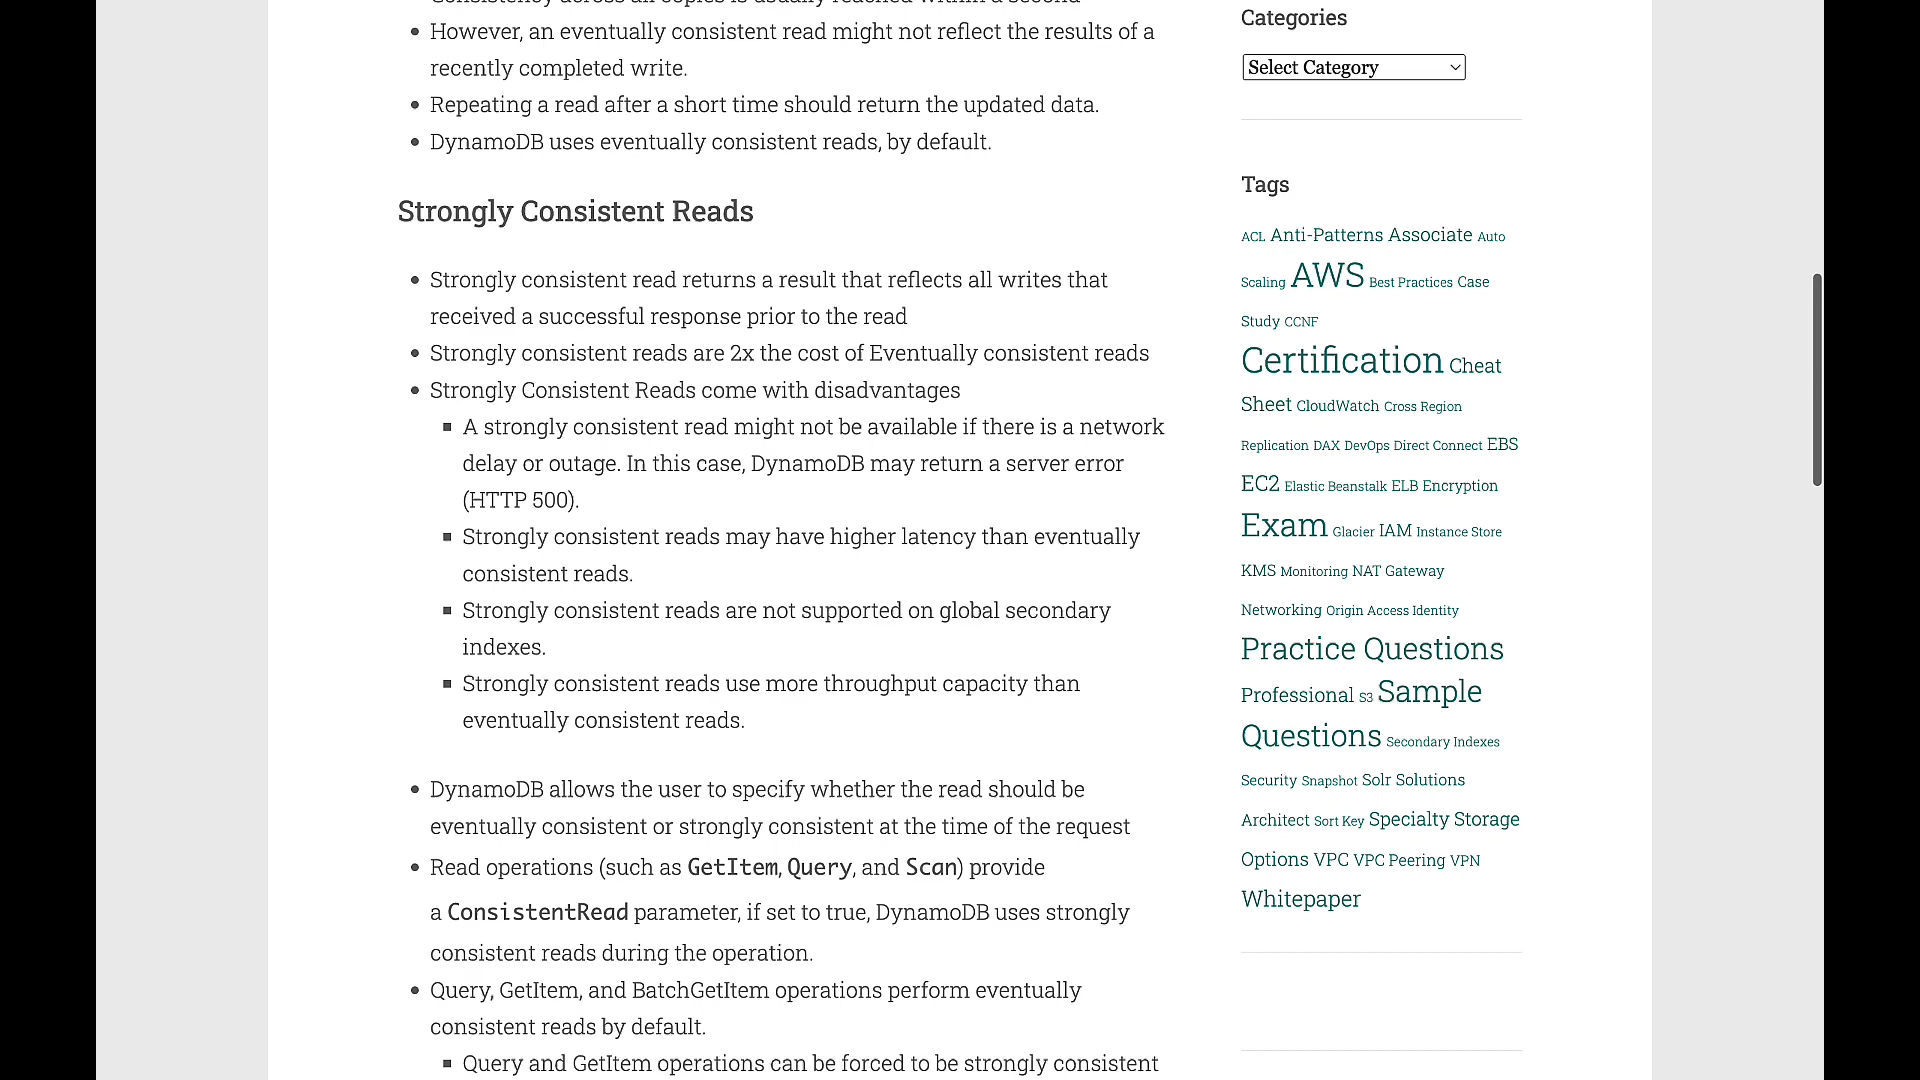 Consistency across all copies is usually reached within a second
However, an eventually consistent read might not reflect the results of a
recently completed write.
Repeating a read after a short time should return the updated data.
DynamoDB uses eventually consistent reads, by default.
Strongly Consistent Reads
Strongly consistent read returns a result that reflects all writes that
received a successful response prior to the read
Strongly consistent reads are 2x the cost of Eventually consistent reads
Strongly Consistent Reads come with disadvantages
A strongly consistent read might not be available if there is a network
delay or outage. In this case, DynamoDB may return a server error
(HTTP 500).
Strongly consistent reads may have higher latency than eventually
consistent reads.
Strongly consistent reads are not supported on global secondary
indexes.
Strongly consistent reads use more throughput capacity than
eventually consistent reads.
DynamoDB allows the user to specify whether the read should be
eventually consistent or strongly consistent at the time of the request
Read operations (such as GetItem, Query, and Scan) provide
a ConsistentRead parameter, if set to true, DynamoDB uses strongly
consistent reads during the operation.
Query, GetItem, and BatchGetItem operations perform eventually
consistent reads by default.
Query and GetItem operations can be forced to be strongly consistent
Categories
Select Category
Tags
ACL Anti-Patterns Associate Auto
Scaling AWS Best Practices Case
Study CCNF
Certification Cheat
Sheet CloudWatch Cross Region
Replication DAX DevOps Direct Connect EBS
EC2 Elastic Beanstalk ELB Encryption
Exam Glacier IAM Instance Store
KMS Monitoring NAT Gateway
Networking Origin Access Identity
Practice Questions
Professional S3 Sample
Questions Secondary Indexes
Security Snapshot Solr Solutions
Architect Sort Key Specialty Storage
Options VPC VPC Peering VPN
Whitepaper